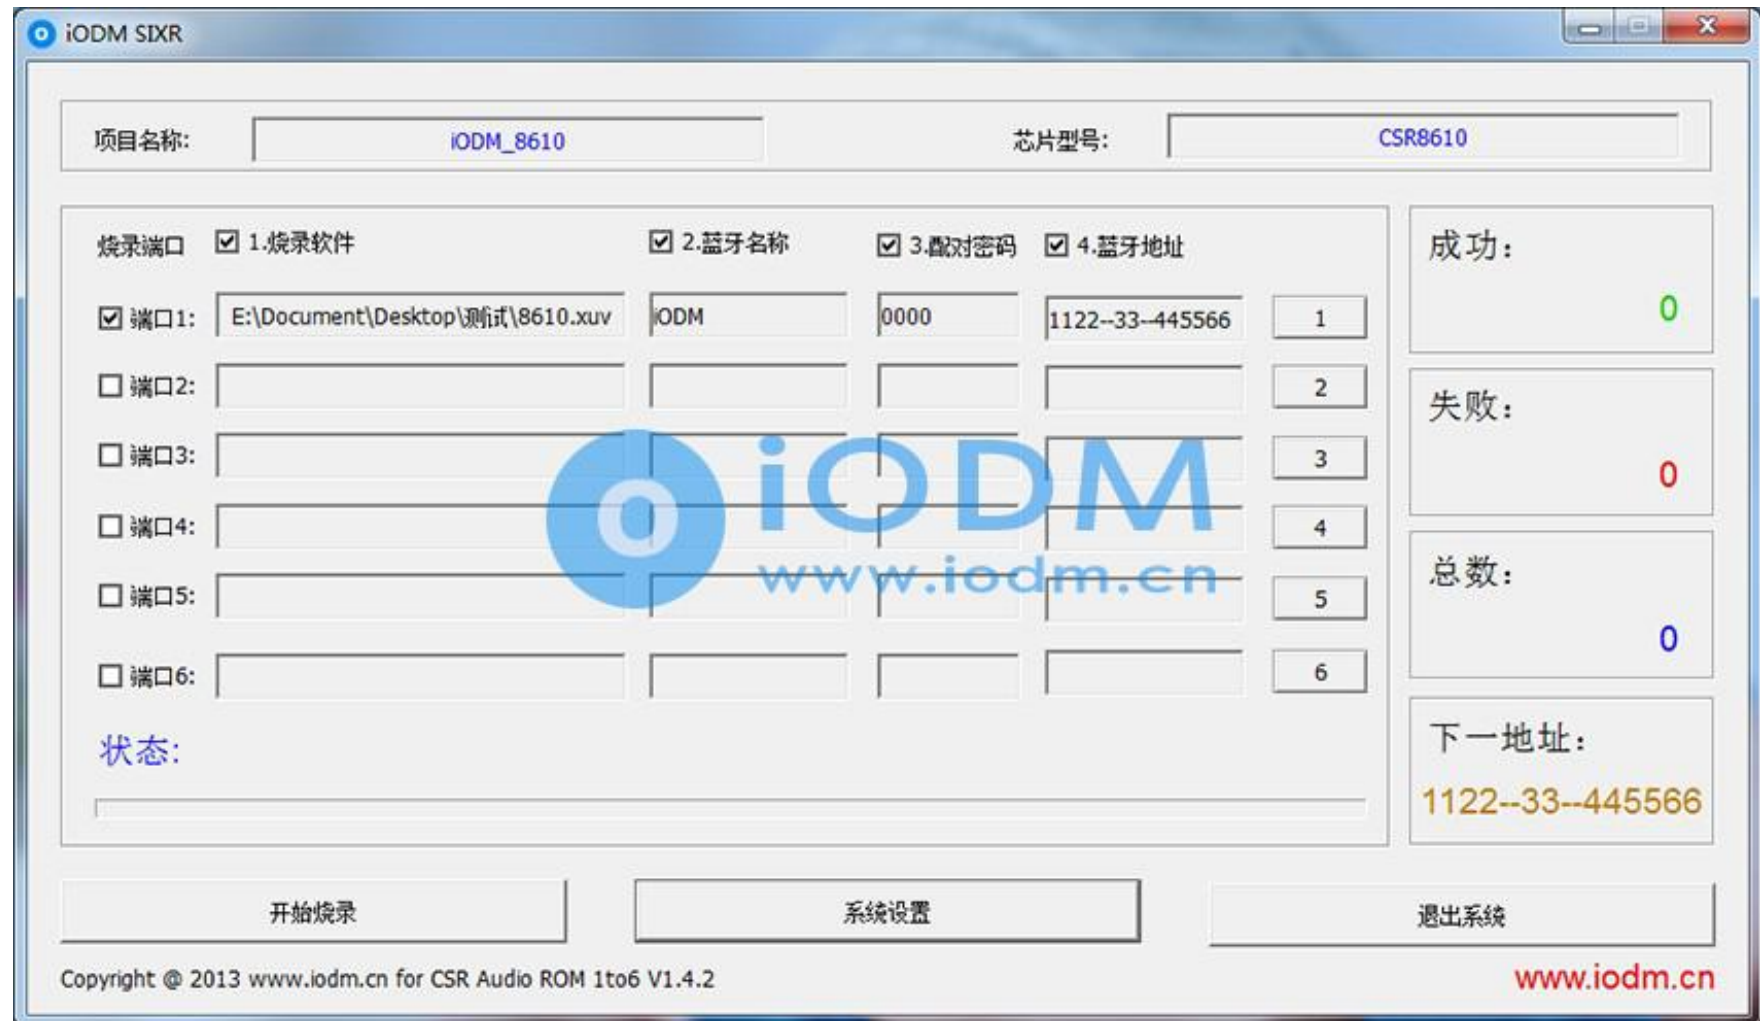 iODM SIXR
项目名称: iODM_8610 芯片型号: CSR8610
烧录端口 1.烧录软件 2.蓝牙名称 3.配对密码 4.蓝牙地址
端口1: E:\Document\Desktop\测试\8610.xuv iODM 0000 1122--33--445566 1
端口2: 2
端口3: 3
端口4: 4
端口5: 5
端口6: 6
iODM
www.iodm.cn
状态:
成功:
0
失败:
0
总数:
0
下一地址:
1122--33--445566
开始烧录 系统设置 退出系统
Copyright @ 2013 www.iodm.cn for CSR Audio ROM 1to6 V1.4.2 www.iodm.cn